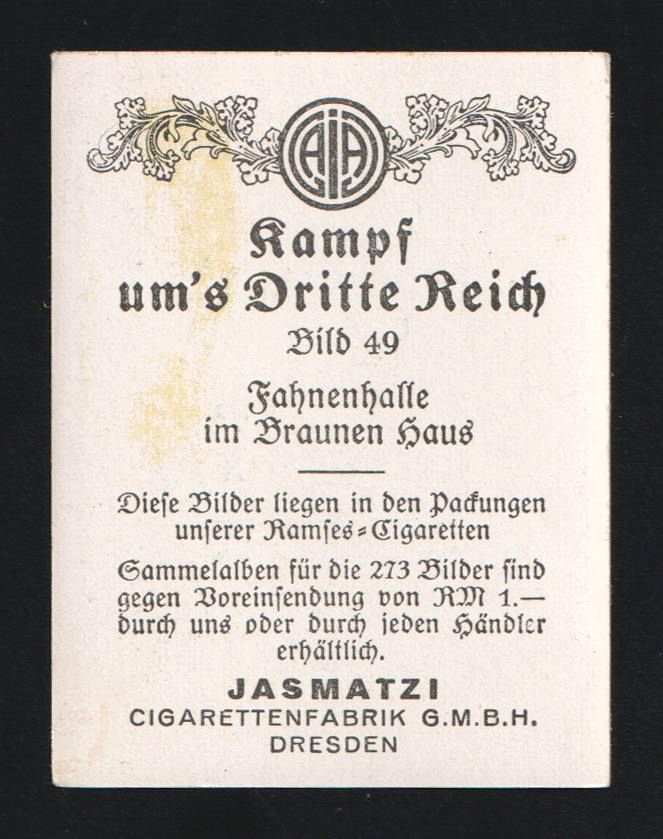 AIA
Kampf
um's Dritte Reich
Bild 49
Fahnenhalle
im Braunen Haus
Diese Bilder liegen in den Packungen
unserer Ramses=Cigaretten
Sammelalben für die 273 Bilder sind
gegen Voreinsendung von RM 1.—
durch uns oder durch jeden Händler
erhältlich.
JASMATZI
CIGARETTENFABRIK G.M.B.H.
DRESDEN